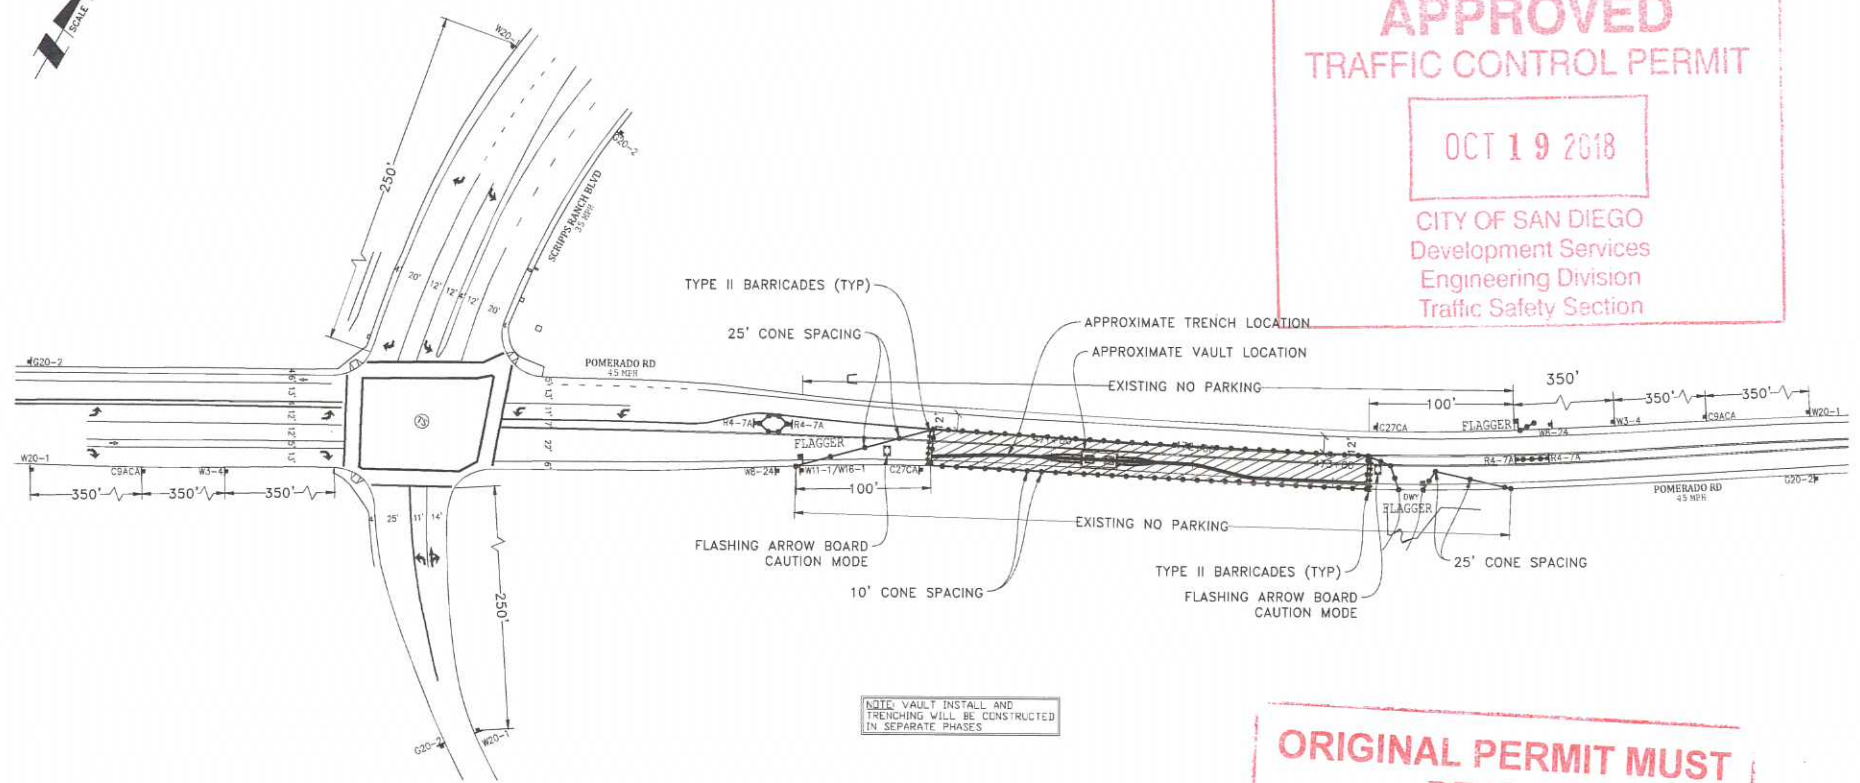 SCALE
APPROVED
TRAFFIC CONTROL PERMIT
OCT 19 2018
CITY OF SAN DIEGO
Development Services
Engineering Division
Traffic Safety Section
W20-1
250'
G20-2
SCRIPPS RANCH BLVD
35 MPH
4'
20'
12'
12'
4'
12'
20'
TYPE II BARRICADES (TYP)
25' CONE SPACING
APPROXIMATE TRENCH LOCATION
APPROXIMATE VAULT LOCATION
EXISTING NO PARKING
G20-2
POMERADO RD
45 MPH
350'
100'
350'
350'
W20-1
C9ACA
W3-4
W8-24
FLAGGER
C27CA
12'
12'
R4-7A
R4-7A
FLAGGER
R4-7A
R4-7A
W20-1
C9ACA
W3-4
W8-24
W11-1/W16-1
C27CA
350'
350'
350'
100'
DWY
FLAGGER
POMERADO RD
45 MPH
G20-2
25'
11'
14'
EXISTING NO PARKING
FLASHING ARROW BOARD
CAUTION MODE
10' CONE SPACING
TYPE II BARRICADES (TYP)
FLASHING ARROW BOARD
CAUTION MODE
25' CONE SPACING
250'
G20-2
W20-1
NOTE: VAULT INSTALL AND
TRENCHING WILL BE CONSTRUCTED
IN SEPARATE PHASES
ORIGINAL PERMIT MUST